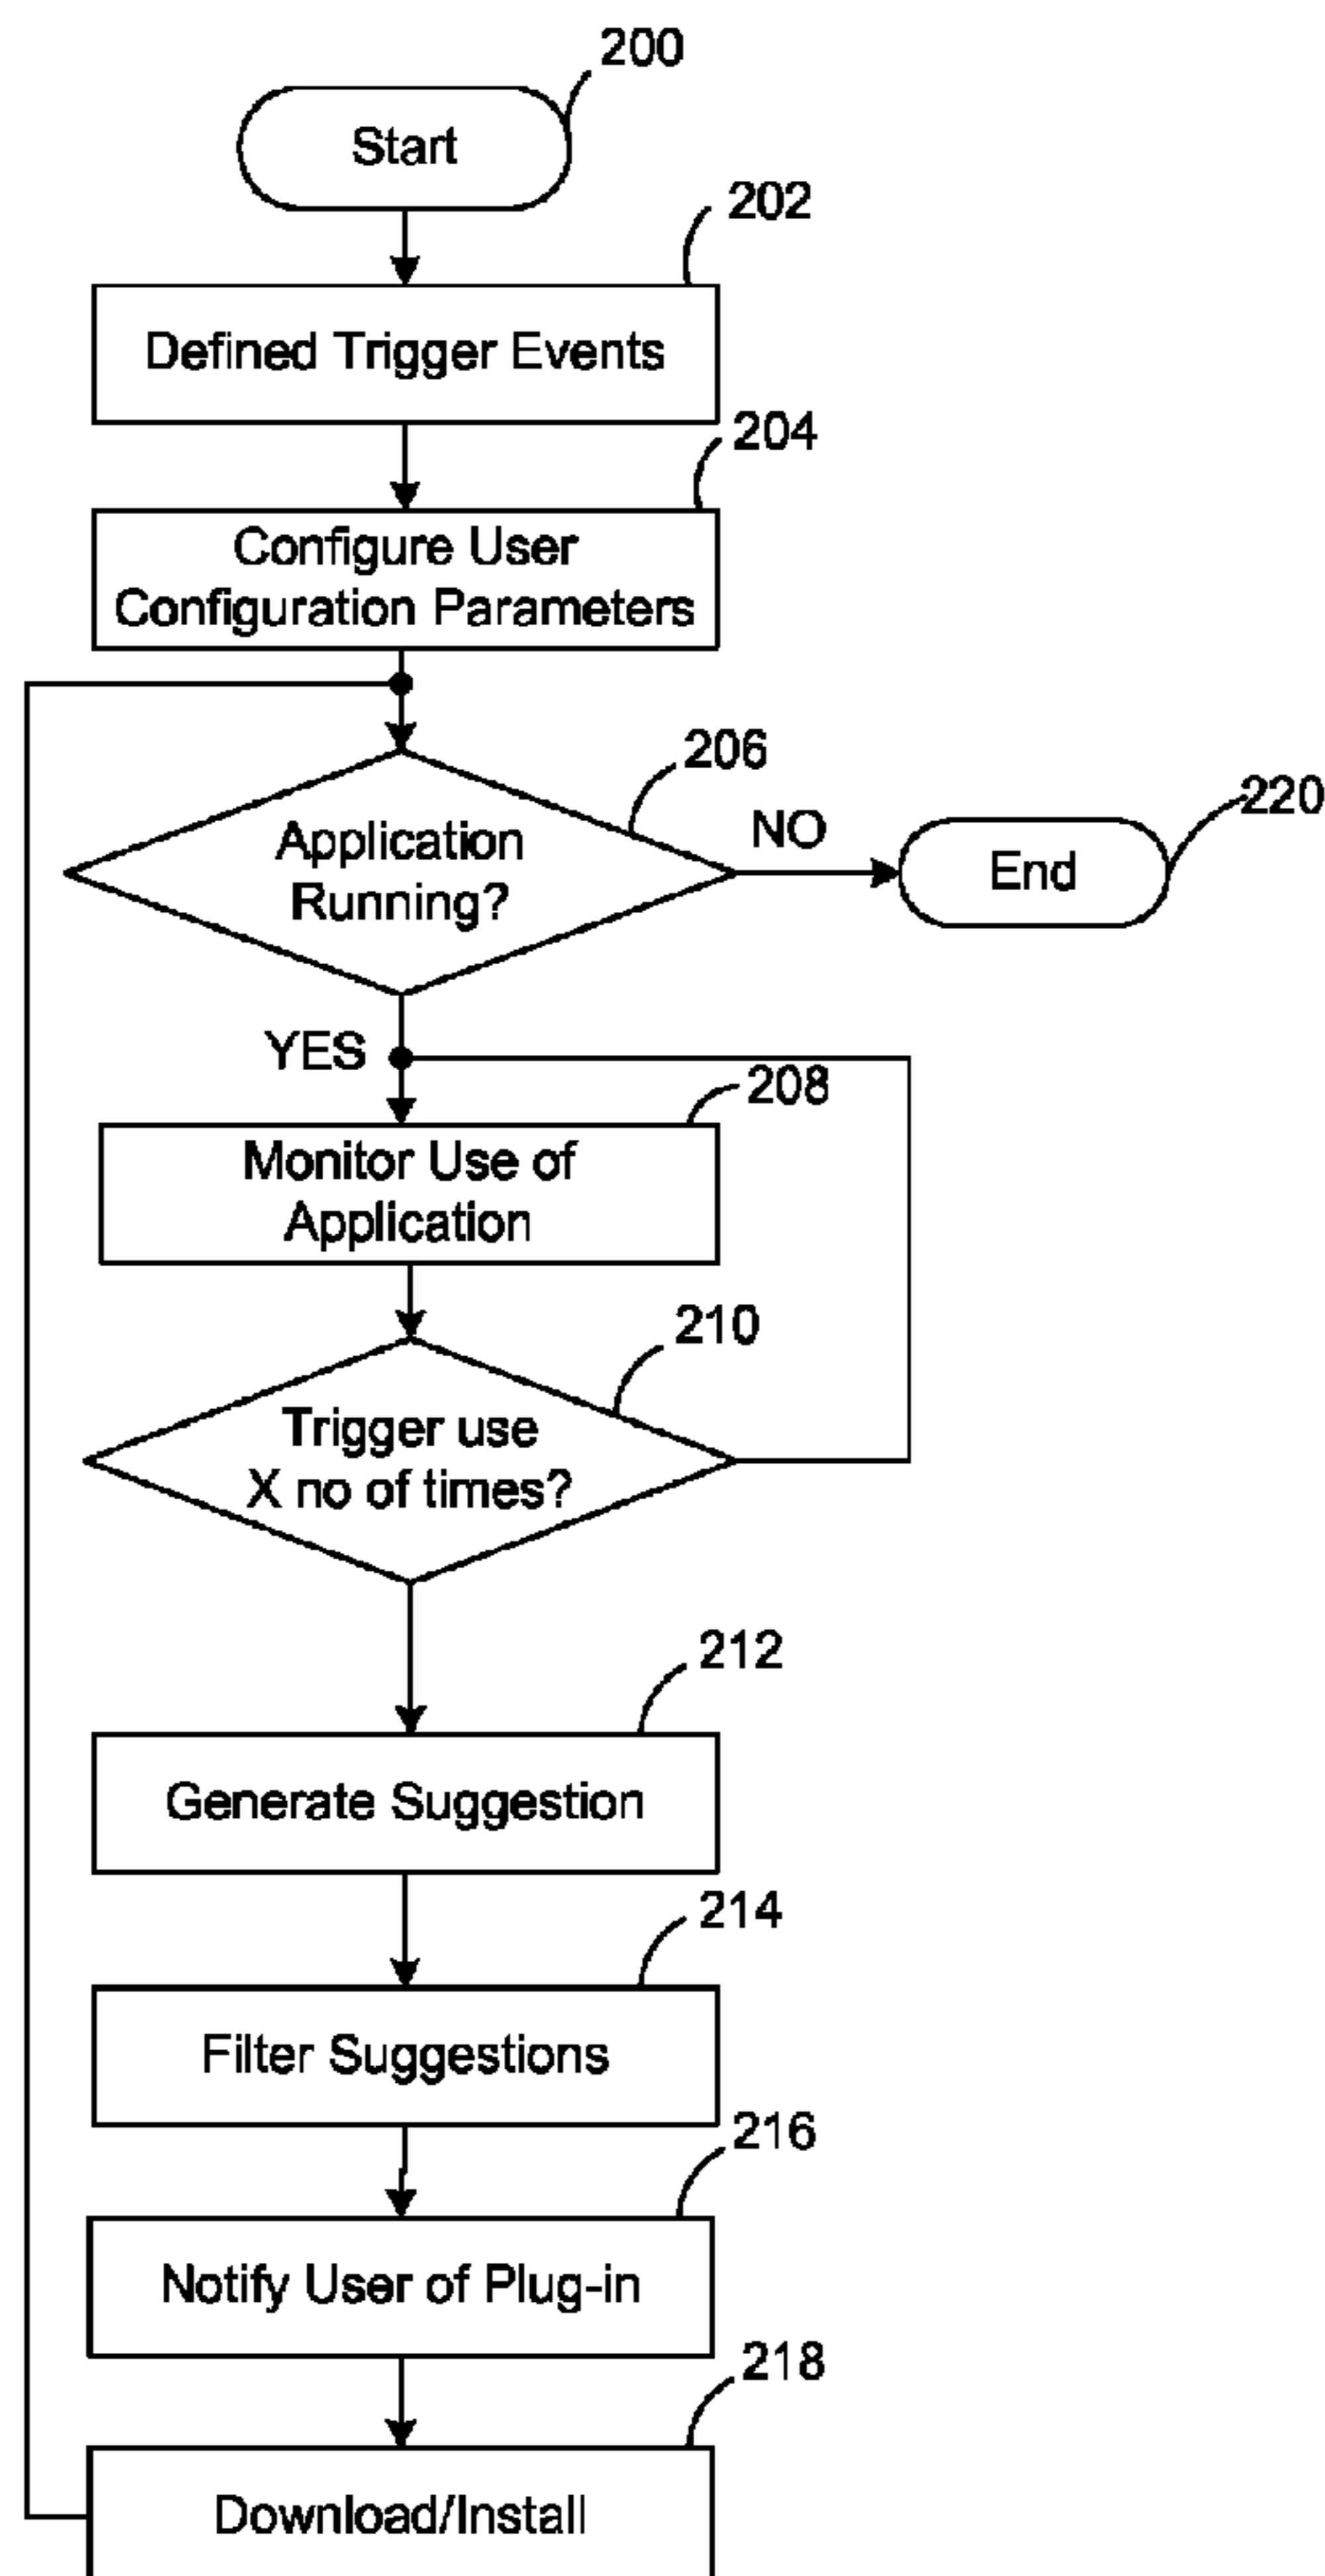 200
Start
202
Defined Trigger Events
204
Configure User
Configuration Parameters
206
Application
Running?
NO
220
End
YES
208
Monitor Use of
Application
210
Trigger use
X no of times?
212
Generate Suggestion
214
Filter Suggestions
216
Notify User of Plug-in
218
Download/Install